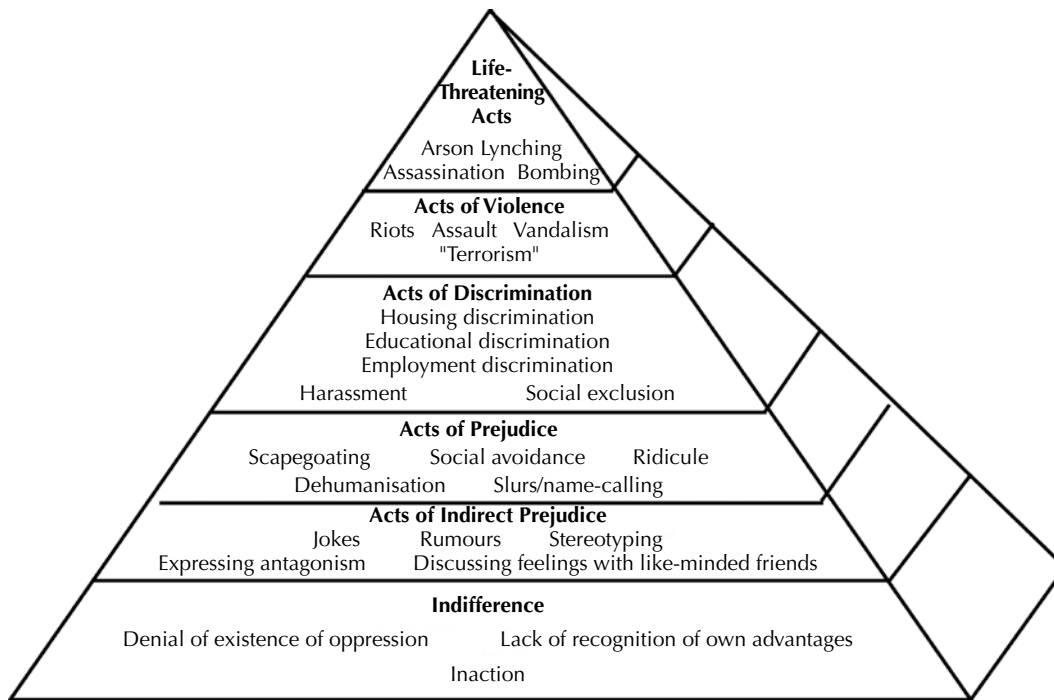 Life-
Threatening
Acts
Arson Lynching
Assassination Bombing
Acts of Violence
Riots Assault Vandalism
"Terrorism"
Acts of Discrimination
Housing discrimination
Educational discrimination
Employment discrimination
Harassment Social exclusion
Acts of Prejudice
Scapegoating Social avoidance Ridicule
Dehumanisation Slurs/name-calling
Acts of Indirect Prejudice
Jokes Rumours Stereotyping
Expressing antagonism Discussing feelings with like-minded friends
Indifference
Denial of existence of oppression Lack of recognition of own advantages
Inaction